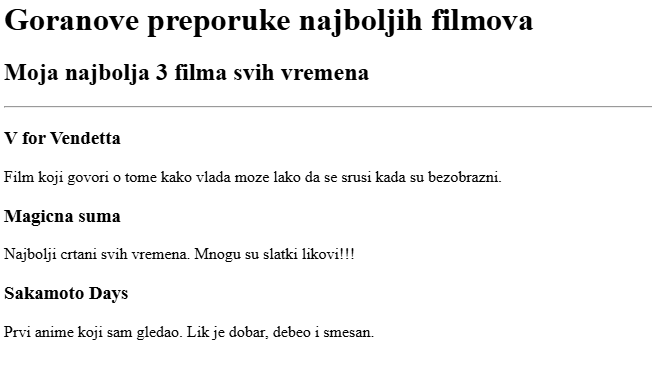 Goranove preporuke najboljih filmova
Moja najbolja 3 filma svih vremena
V for Vendetta
Film koji govori o tome kako vlada moze lako da se srusi kada su bezobrazni.
Magicna suma
Najbolji crtani svih vremena. Mnogu su slatki likovi!!!
Sakamoto Days
Prvi anime koji sam gledao. Lik je dobar, debeo i smesan.